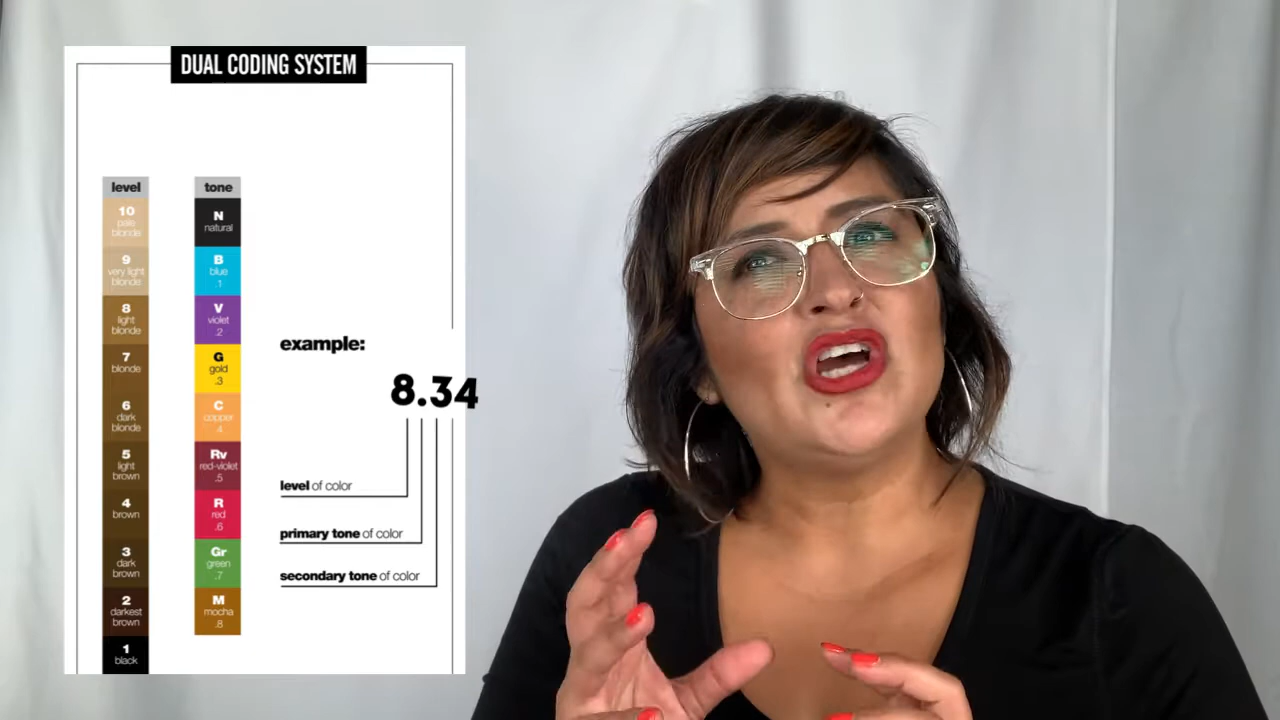 DUAL CODING SYSTEM
level
10
pale
blonde
9
very light
blonde
8
light
blonde
7
blonde
6
dark
blonde
5
light
brown
4
brown
3
dark
brown
2
darkest
brown
1
black
tone
N
natural
B
blue
.1
V
violet
.2
G
gold
.3
C
copper
.4
Rv
red-violet
.5
R
red
.6
Gr
green
.7
M
mocha
.8
example:
8.34
level of color
primary tone of color
secondary tone of color